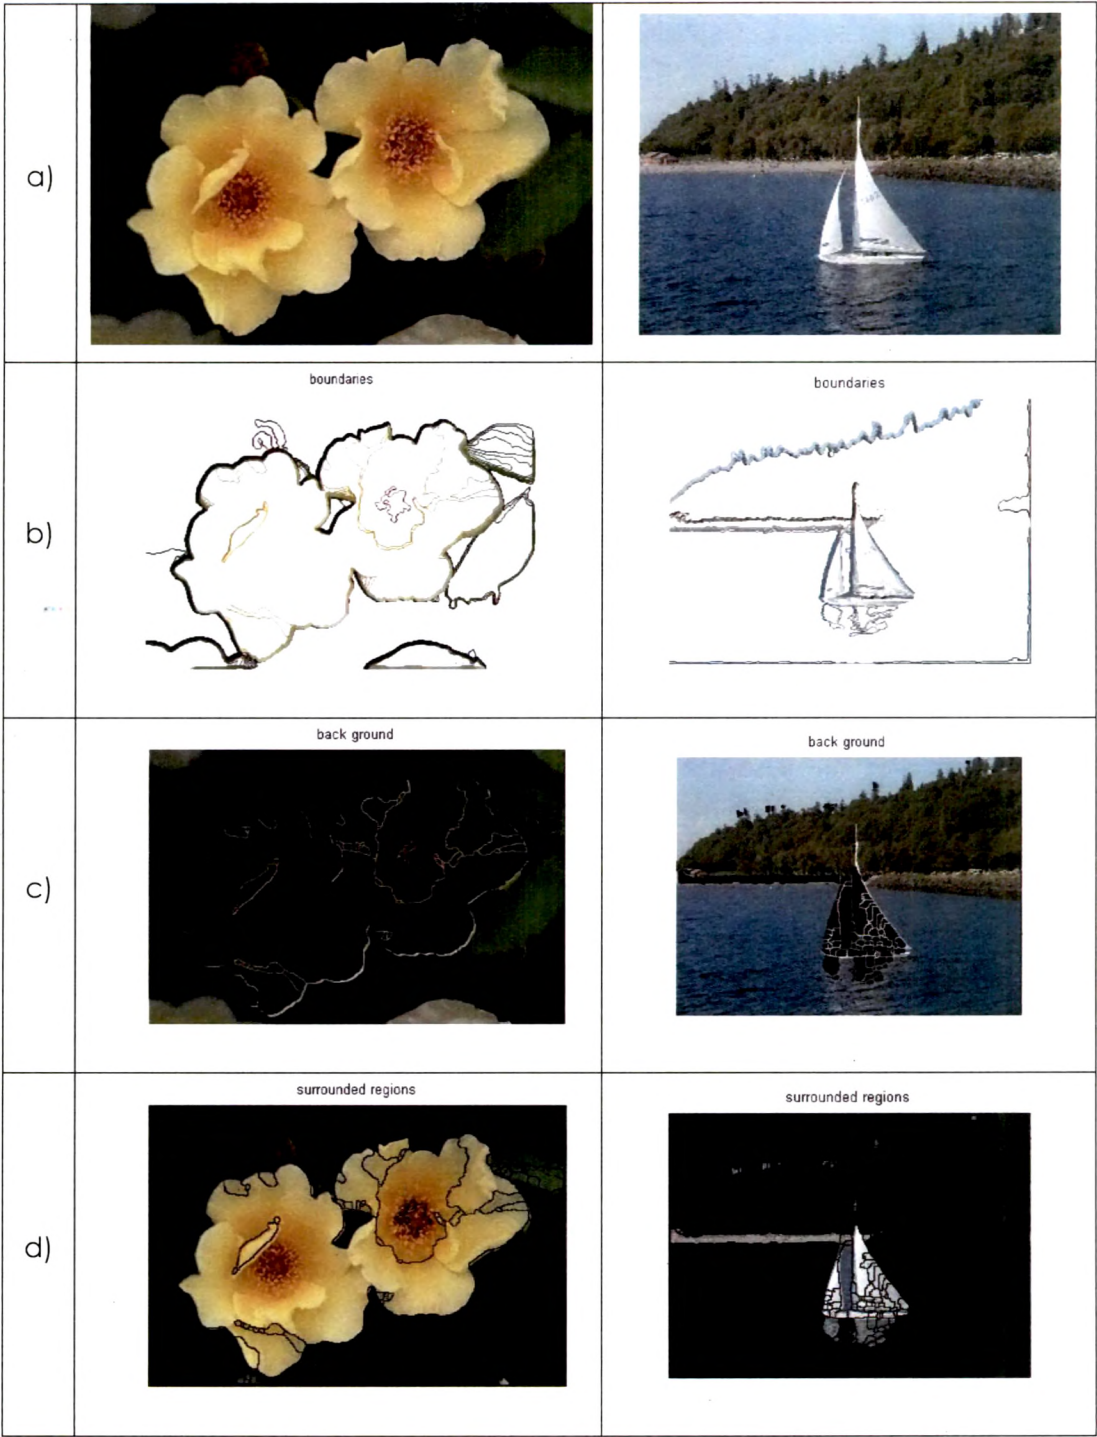 a)
boundaries
boundaries
b)
back ground
back ground
c)
surrounded regions
surrounded regions
d)